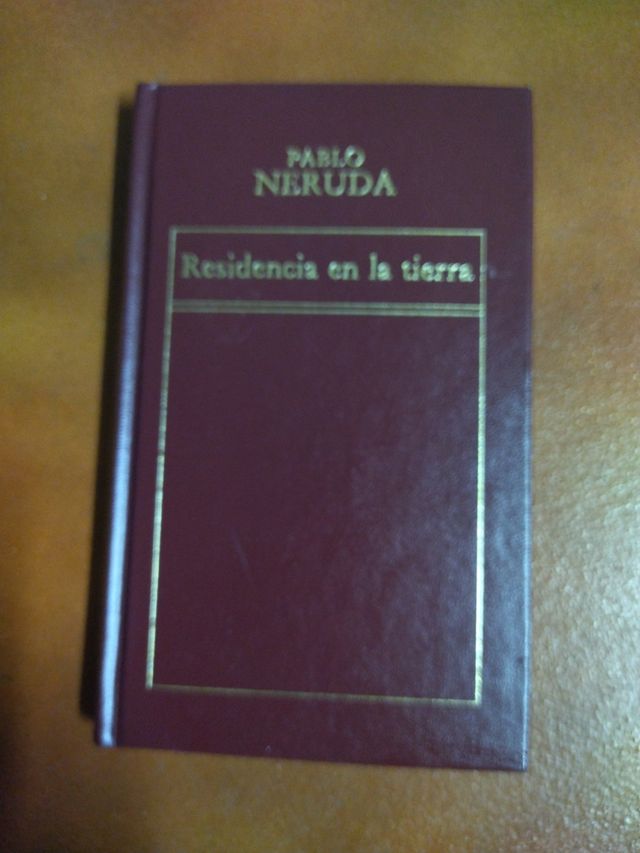 PABLO
NERUDA
Residencia en la tierra